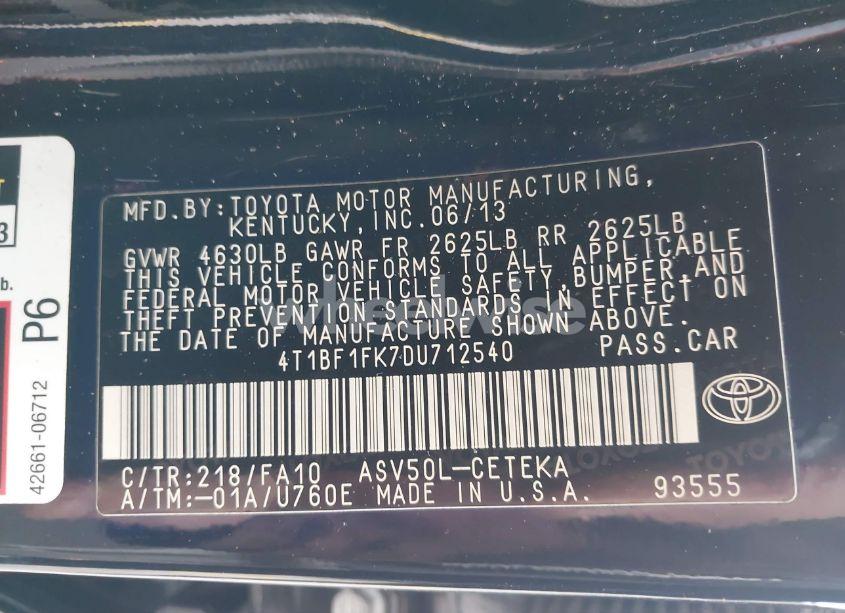 MFD.BY:TOYOTA MOTOR MANUFACTURING,
KENTUCKY,INC.06/13
GVWR 4630LB GAWR FR 2625LB RR 2625LB
THIS VEHICLE CONFORMS TO ALL APPLICABLE
FEDERAL MOTOR VEHICLE SAFETY,BUMPER,AND
THEFT PREVENTION STANDARDS IN EFFECT ON
THE DATE OF MANUFACTURE SHOWN ABOVE.
4T1BF1FK7DU712540 PASS.CAR
C/TR:218/FA10 ASV50L-CETEKA
A/TM:-01A/U760E MADE IN U.S.A. 93555
3
b.
P6
42661-06712
wheelwise